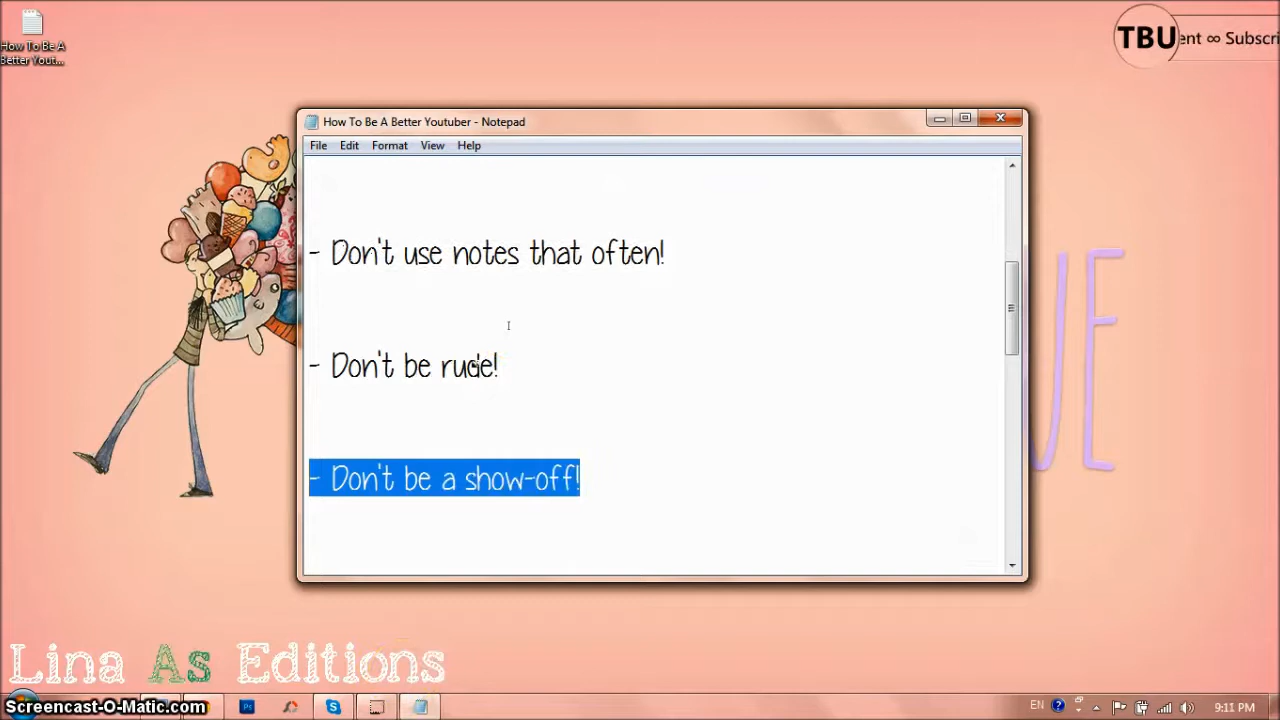 How To Be A
Better Yout...
TBU
ent ∞ Subscri
How To Be A Better Youtuber - Notepad
File Edit Format View Help
- Don't use notes that often!
- Don't be rude!
- Don't be a show-off!
UE
Lina As Editions
Screencast-O-Matic.com
Ps
EN
9:11 PM